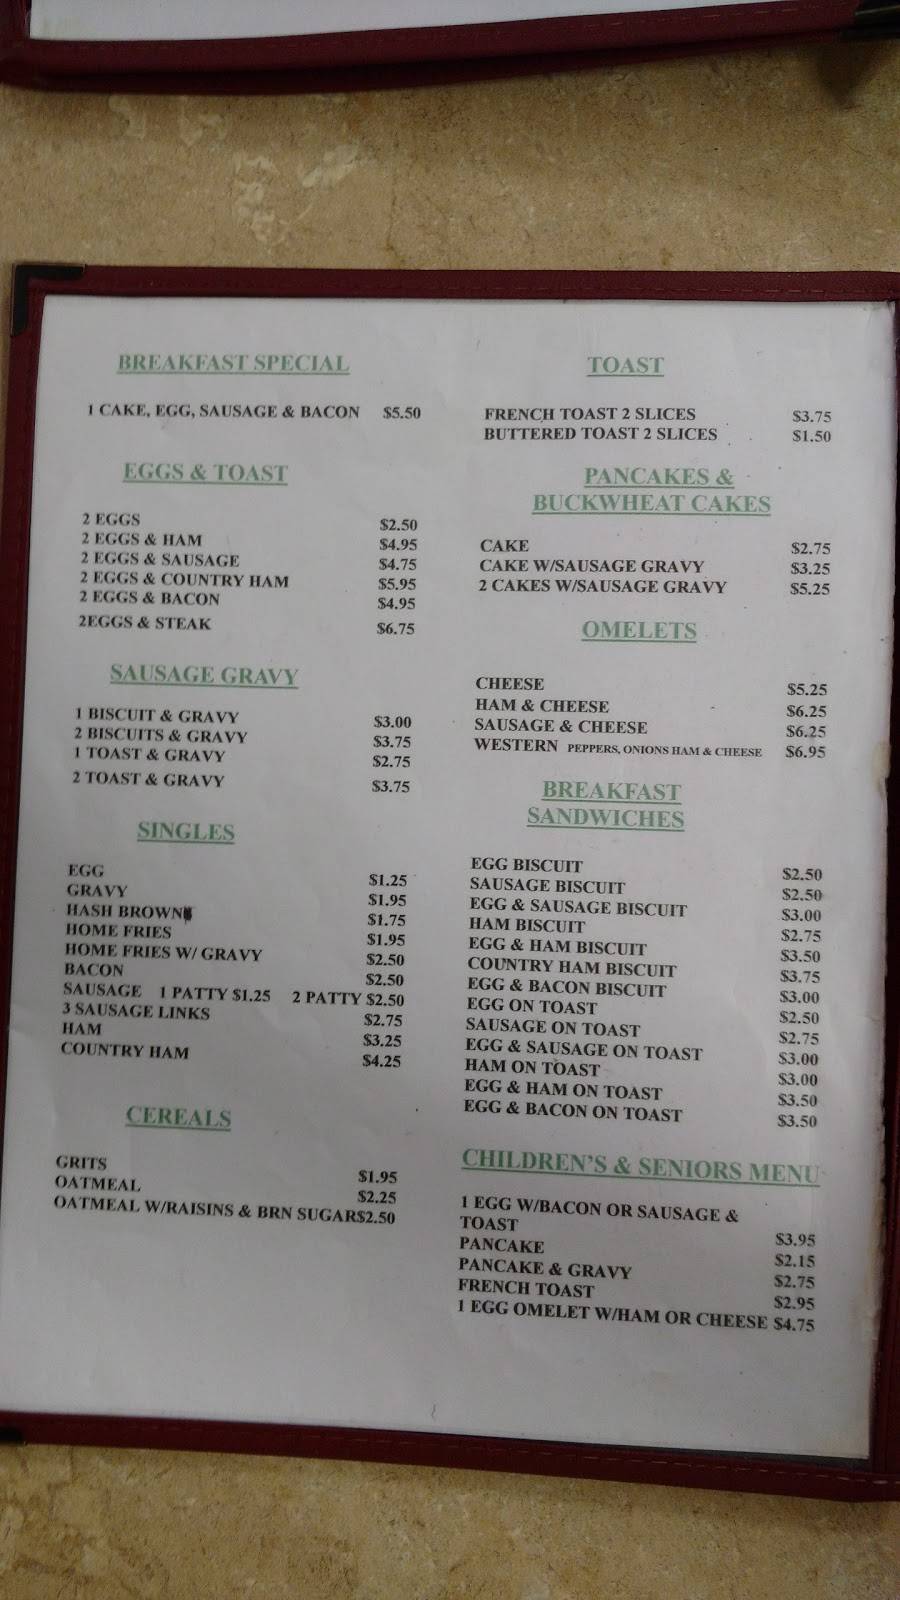 BREAKFAST SPECIAL
1 CAKE, EGG, SAUSAGE & BACON $5.50
EGGS & TOAST
2 EGGS $2.50
2 EGGS & HAM $4.95
2 EGGS & SAUSAGE $4.75
2 EGGS & COUNTRY HAM $5.95
2 EGGS & BACON $4.95
2EGGS & STEAK $6.75
SAUSAGE GRAVY
1 BISCUIT & GRAVY $3.00
2 BISCUITS & GRAVY $3.75
1 TOAST & GRAVY $2.75
2 TOAST & GRAVY $3.75
SINGLES
EGG $1.25
GRAVY $1.95
HASH BROWN $1.75
HOME FRIES $1.95
HOME FRIES W/ GRAVY $2.50
BACON $2.50
SAUSAGE 1 PATTY $1.25 2 PATTY $2.50
3 SAUSAGE LINKS $2.75
HAM $3.25
COUNTRY HAM $4.25
CEREALS
GRITS $1.95
OATMEAL $2.25
OATMEAL W/RAISINS & BRN SUGAR$2.50
TOAST
FRENCH TOAST 2 SLICES $3.75
BUTTERED TOAST 2 SLICES $1.50
PANCAKES &
BUCKWHEAT CAKES
CAKE $2.75
CAKE W/SAUSAGE GRAVY $3.25
2 CAKES W/SAUSAGE GRAVY $5.25
OMELETS
CHEESE $5.25
HAM & CHEESE $6.25
SAUSAGE & CHEESE $6.25
WESTERN PEPPERS, ONIONS HAM & CHEESE $6.95
BREAKFAST
SANDWICHES
EGG BISCUIT $2.50
SAUSAGE BISCUIT $2.50
EGG & SAUSAGE BISCUIT $3.00
HAM BISCUIT $2.75
EGG & HAM BISCUIT $3.50
COUNTRY HAM BISCUIT $3.75
EGG & BACON BISCUIT $3.00
EGG ON TOAST $2.50
SAUSAGE ON TOAST $2.75
EGG & SAUSAGE ON TOAST $3.00
HAM ON TOAST $3.00
EGG & HAM ON TOAST $3.50
EGG & BACON ON TOAST $3.50
CHILDREN'S & SENIORS MENU
1 EGG W/BACON OR SAUSAGE &
TOAST $3.95
PANCAKE $2.15
PANCAKE & GRAVY $2.75
FRENCH TOAST $2.95
1 EGG OMELET W/HAM OR CHEESE $4.75